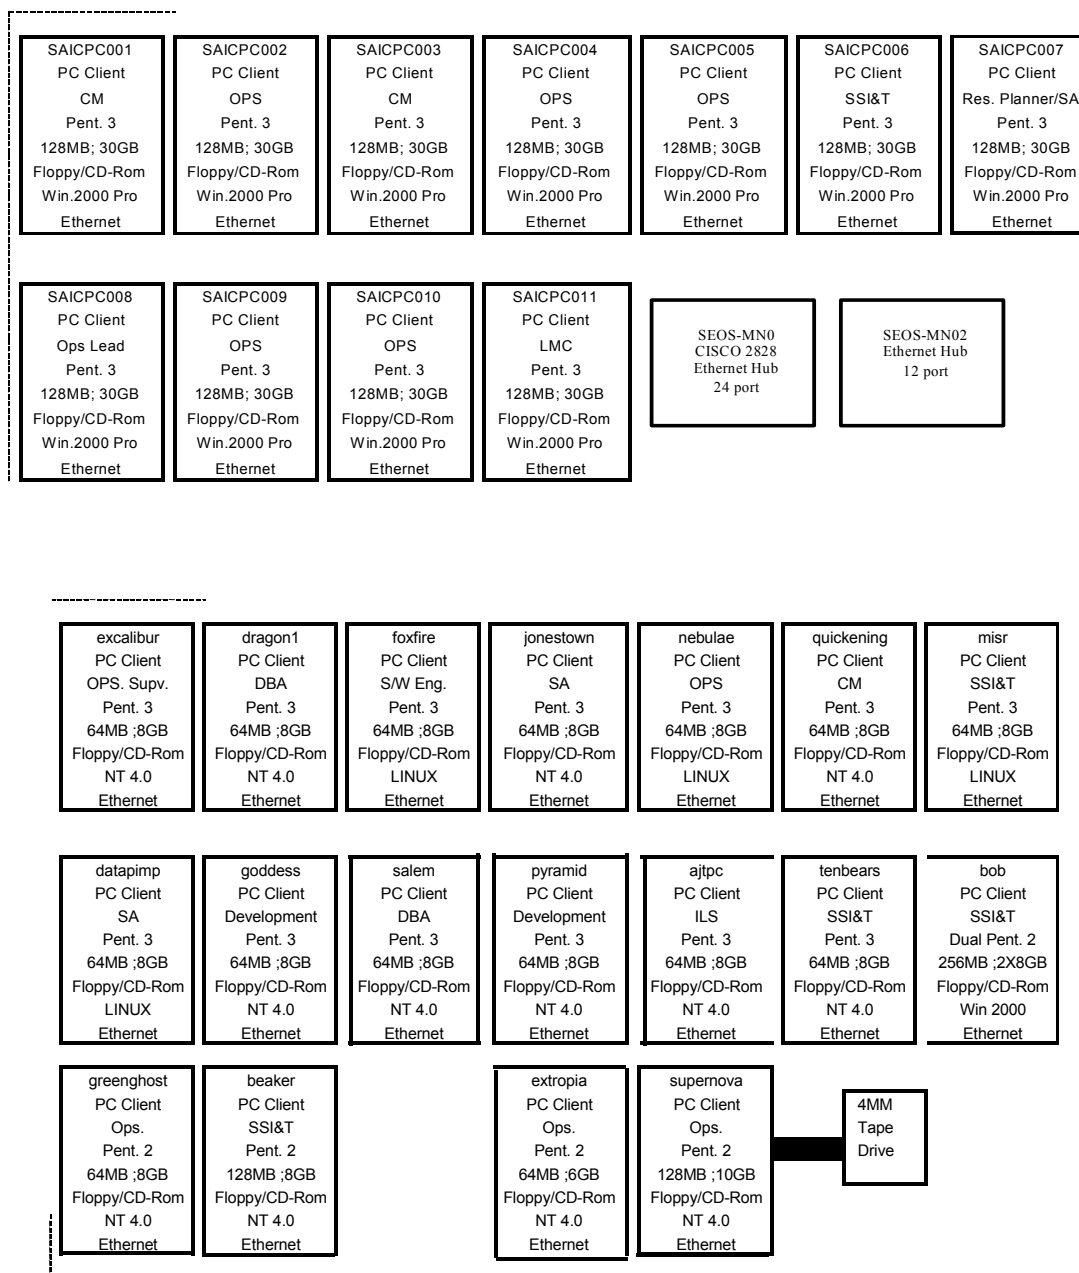 SAICPC001
PC Client
CM
Pent. 3
128MB; 30GB
Floppy/CD-Rom
Win.2000 Pro
Ethernet
SAICPC002
PC Client
OPS
Pent. 3
128MB; 30GB
Floppy/CD-Rom
Win.2000 Pro
Ethernet
SAICPC003
PC Client
CM
Pent. 3
128MB; 30GB
Floppy/CD-Rom
Win.2000 Pro
Ethernet
SAICPC004
PC Client
OPS
Pent. 3
128MB; 30GB
Floppy/CD-Rom
Win.2000 Pro
Ethernet
SAICPC005
PC Client
OPS
Pent. 3
128MB; 30GB
Floppy/CD-Rom
Win.2000 Pro
Ethernet
SAICPC006
PC Client
SSI&T
Pent. 3
128MB; 30GB
Floppy/CD-Rom
Win.2000 Pro
Ethernet
SAICPC007
PC Client
Res. Planner/SA
Pent. 3
128MB; 30GB
Floppy/CD-Rom
Win.2000 Pro
Ethernet
SAICPC008
PC Client
Ops Lead
Pent. 3
128MB; 30GB
Floppy/CD-Rom
Win.2000 Pro
Ethernet
SAICPC009
PC Client
OPS
Pent. 3
128MB; 30GB
Floppy/CD-Rom
Win.2000 Pro
Ethernet
SAICPC010
PC Client
OPS
Pent. 3
128MB; 30GB
Floppy/CD-Rom
Win.2000 Pro
Ethernet
SAICPC011
PC Client
LMC
Pent. 3
128MB; 30GB
Floppy/CD-Rom
Win.2000 Pro
Ethernet
SEOS-MN0
CISCO 2828
Ethernet Hub
24 port
SEOS-MN02
Ethernet Hub
12 port
excalibur
PC Client
OPS. Supv.
Pent. 3
64MB ;8GB
Floppy/CD-Rom
NT 4.0
Ethernet
dragon1
PC Client
DBA
Pent. 3
64MB ;8GB
Floppy/CD-Rom
NT 4.0
Ethernet
foxfire
PC Client
S/W Eng.
Pent. 3
64MB ;8GB
Floppy/CD-Rom
LINUX
Ethernet
jonestown
PC Client
SA
Pent. 3
64MB ;8GB
Floppy/CD-Rom
NT 4.0
Ethernet
nebulae
PC Client
OPS
Pent. 3
64MB ;8GB
Floppy/CD-Rom
LINUX
Ethernet
quickening
PC Client
CM
Pent. 3
64MB ;8GB
Floppy/CD-Rom
NT 4.0
Ethernet
misr
PC Client
SSI&T
Pent. 3
64MB ;8GB
Floppy/CD-Rom
LINUX
Ethernet
datapimp
PC Client
SA
Pent. 3
64MB ;8GB
Floppy/CD-Rom
LINUX
Ethernet
goddess
PC Client
Development
Pent. 3
64MB ;8GB
Floppy/CD-Rom
NT 4.0
Ethernet
salem
PC Client
DBA
Pent. 3
64MB ;8GB
Floppy/CD-Rom
NT 4.0
Ethernet
pyramid
PC Client
Development
Pent. 3
64MB ;8GB
Floppy/CD-Rom
NT 4.0
Ethernet
ajtpc
PC Client
ILS
Pent. 3
64MB ;8GB
Floppy/CD-Rom
NT 4.0
Ethernet
tenbears
PC Client
SSI&T
Pent. 3
64MB ;8GB
Floppy/CD-Rom
NT 4.0
Ethernet
bob
PC Client
SSI&T
Dual Pent. 2
256MB ;2X8GB
Floppy/CD-Rom
Win 2000
Ethernet
greenghost
PC Client
Ops.
Pent. 2
64MB ;8GB
Floppy/CD-Rom
NT 4.0
Ethernet
beaker
PC Client
SSI&T
Pent. 2
128MB ;8GB
Floppy/CD-Rom
NT 4.0
Ethernet
extropia
PC Client
Ops.
Pent. 2
64MB ;6GB
Floppy/CD-Rom
NT 4.0
Ethernet
supernova
PC Client
Ops.
Pent. 2
128MB ;10GB
Floppy/CD-Rom
NT 4.0
Ethernet
4MM
Tape
Drive